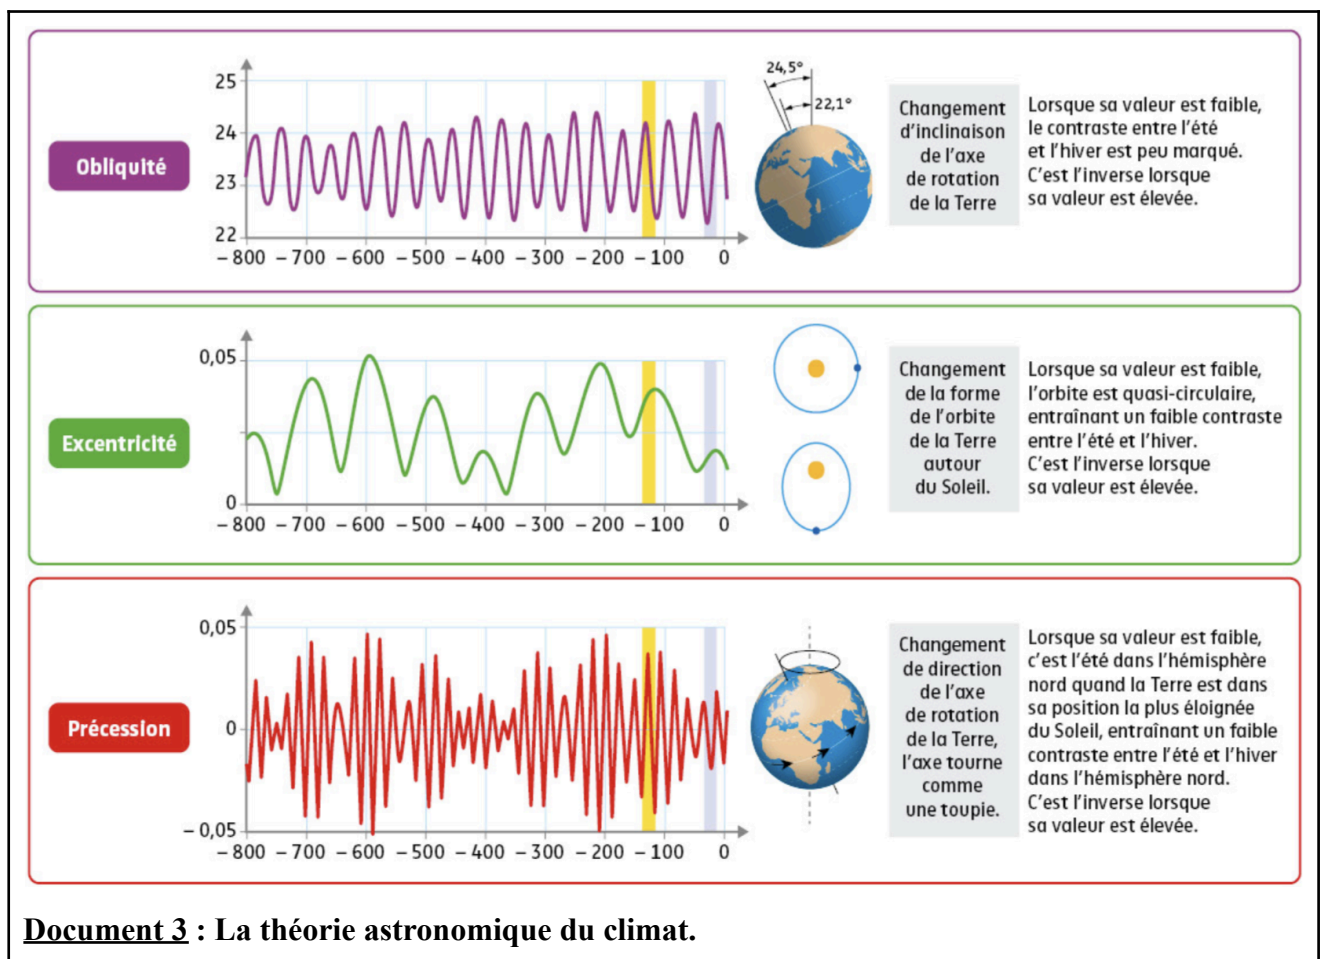 Obliquité
25
24
23
22
– 800 – 700 – 600 – 500 – 400 – 300 – 200 – 100 0
24,5°
22,1°
Changement
d'inclinaison
de l'axe
de rotation
de la Terre
Lorsque sa valeur est faible,
le contraste entre l'été
et l'hiver est peu marqué.
C'est l'inverse lorsque
sa valeur est élevée.
Excentricité
0,05
0
– 800 – 700 – 600 – 500 – 400 – 300 – 200 – 100 0
Changement
de la forme
de l'orbite
de la Terre
autour
du Soleil.
Lorsque sa valeur est faible,
l'orbite est quasi-circulaire,
entraînant un faible contraste
entre l'été et l'hiver.
C'est l'inverse lorsque
sa valeur est élevée.
Précession
0,05
0
– 0,05
– 800 – 700 – 600 – 500 – 400 – 300 – 200 – 100 0
Changement
de direction
de l'axe
de rotation
de la Terre,
l'axe tourne
comme
une toupie.
Lorsque sa valeur est faible,
c'est l'été dans l'hémisphère
nord quand la Terre est dans
sa position la plus éloignée
du Soleil, entraînant un faible
contraste entre l'été et l'hiver
dans l'hémisphère nord.
C'est l'inverse lorsque
sa valeur est élevée.
Document 3 : La théorie astronomique du climat.